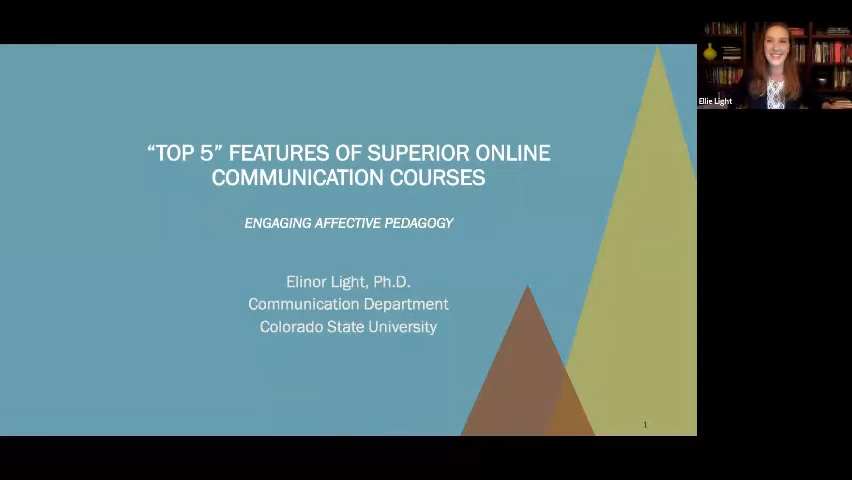 “TOP 5” FEATURES OF SUPERIOR ONLINE
COMMUNICATION COURSES
ENGAGING AFFECTIVE PEDAGOGY
Elinor Light, Ph.D.
Communication Department
Colorado State University
1
Ellie Light